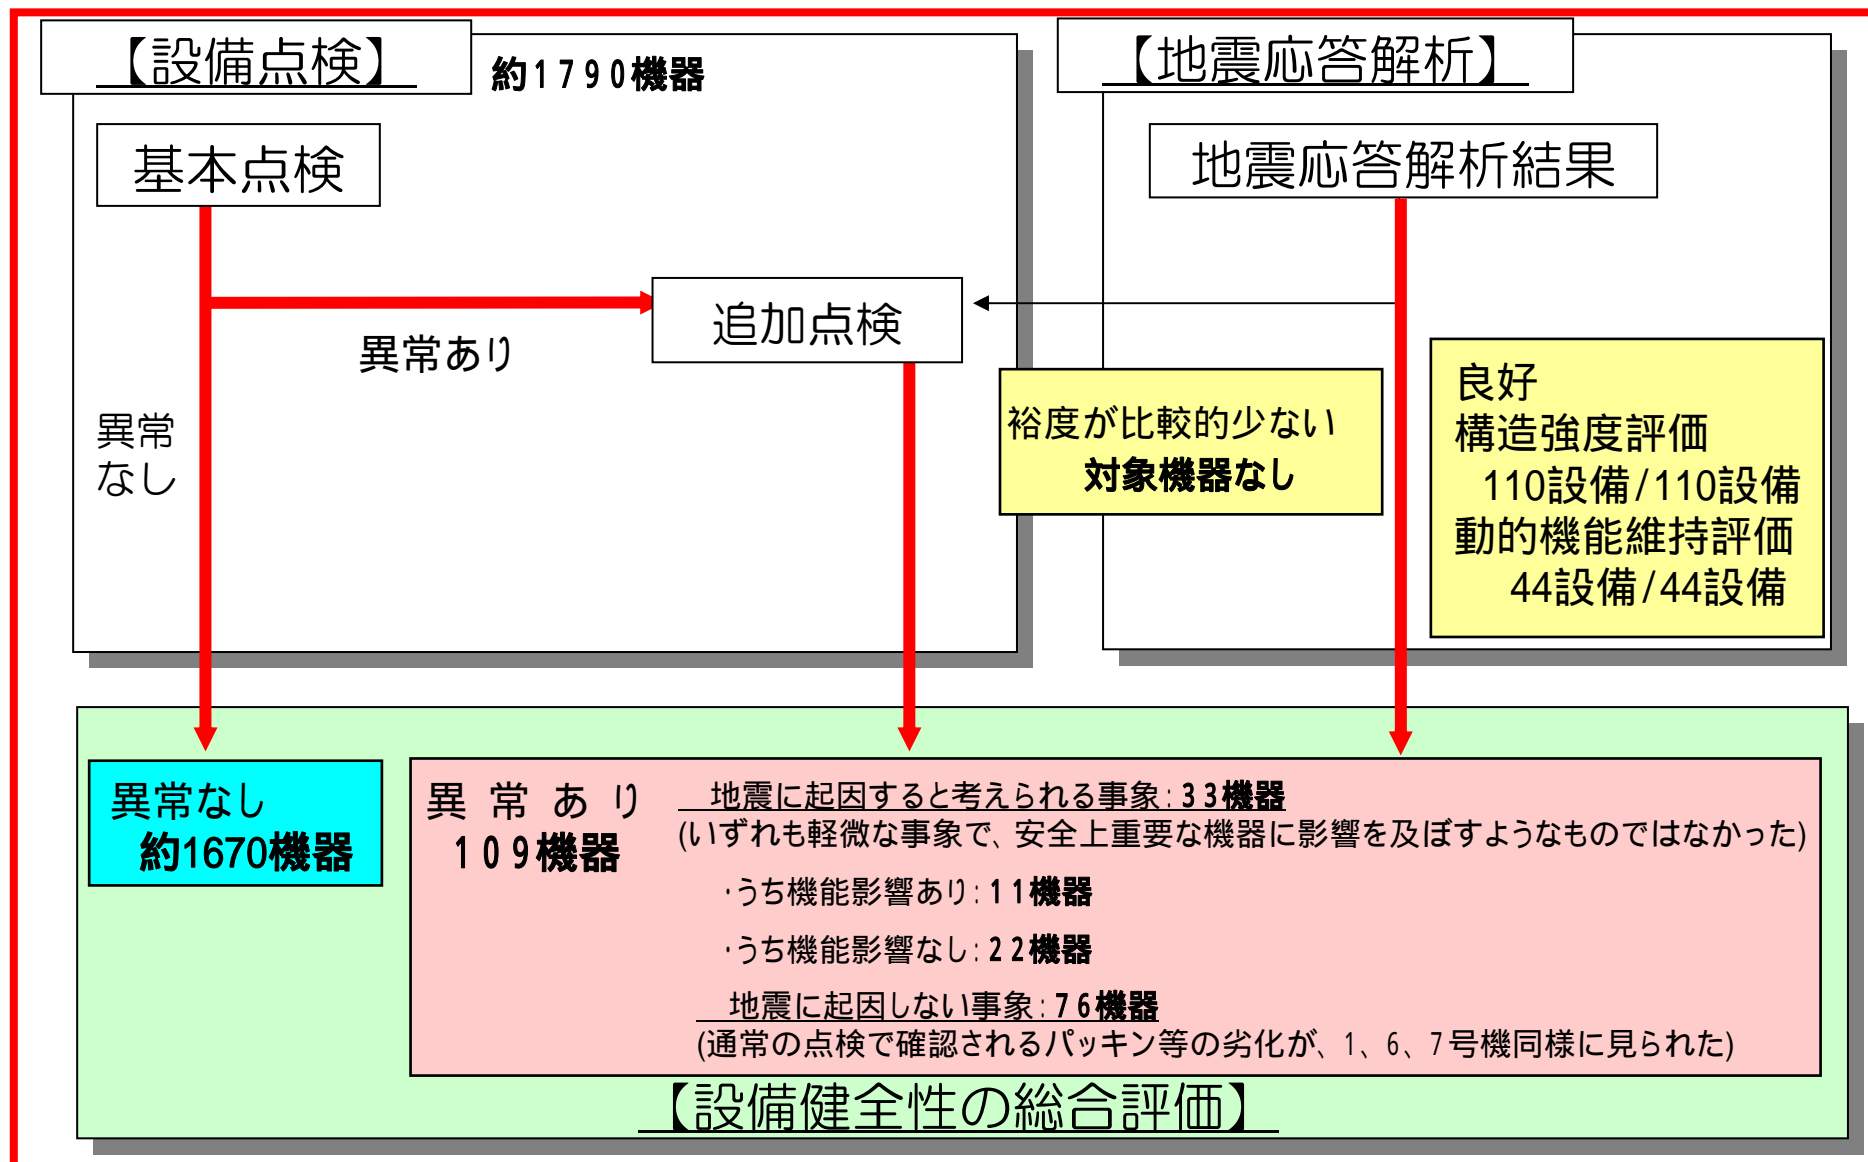 【設備点検】
約1790機器
基本点検
異常あり
追加点検
異常
なし
【地震応答解析】
地震応答解析結果
裕度が比較的少ない
対象機器なし
良好
構造強度評価
110設備/110設備
動的機能維持評価
44設備/44設備
異常なし
約1670機器
異常あり
109機器
地震に起因すると考えられる事象:33機器
(いずれも軽微な事象で、安全上重要な機器に影響を及ぼすようなものではなかった)
・うち機能影響あり:11機器
・うち機能影響なし:22機器
地震に起因しない事象:76機器
(通常の点検で確認されるパッキン等の劣化が、1、6、7号機同様に見られた)
【設備健全性の総合評価】